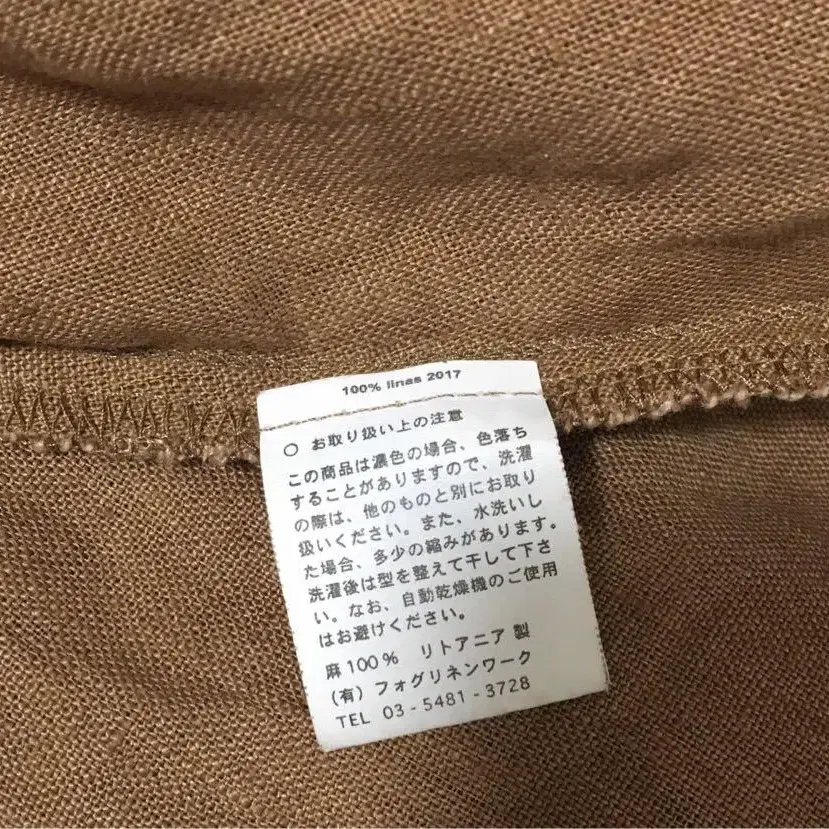 100% linas 2017
○ お取り扱い上の注意
この商品は濃色の場合、色落ち
することがありますので、洗濯
の際は、他のものと別にお取り
扱いください。また、水洗いし
た場合、多少の縮みがあります。
洗濯後は型を整えて干して下さ
い。なお、自動乾燥機のご使用
はお避けください。
麻100% リトアニア製
(有) フォグリネンワーク
TEL 03-5481-3728